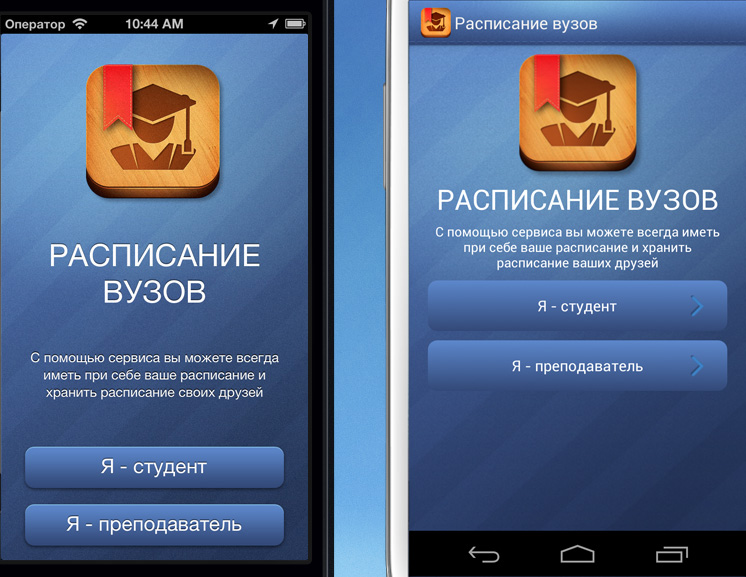 Оператор 10:44 AM
РАСПИСАНИЕ
ВУЗОВ
С помощью сервиса вы можете всегда
иметь при себе ваше расписание и
хранить расписание своих друзей
Я - студент
Я - преподаватель
Расписание вузов
РАСПИСАНИЕ ВУЗОВ
С помощью сервиса вы можете всегда иметь
при себе ваше расписание и хранить
расписание ваших друзей
Я - студент
Я - преподаватель